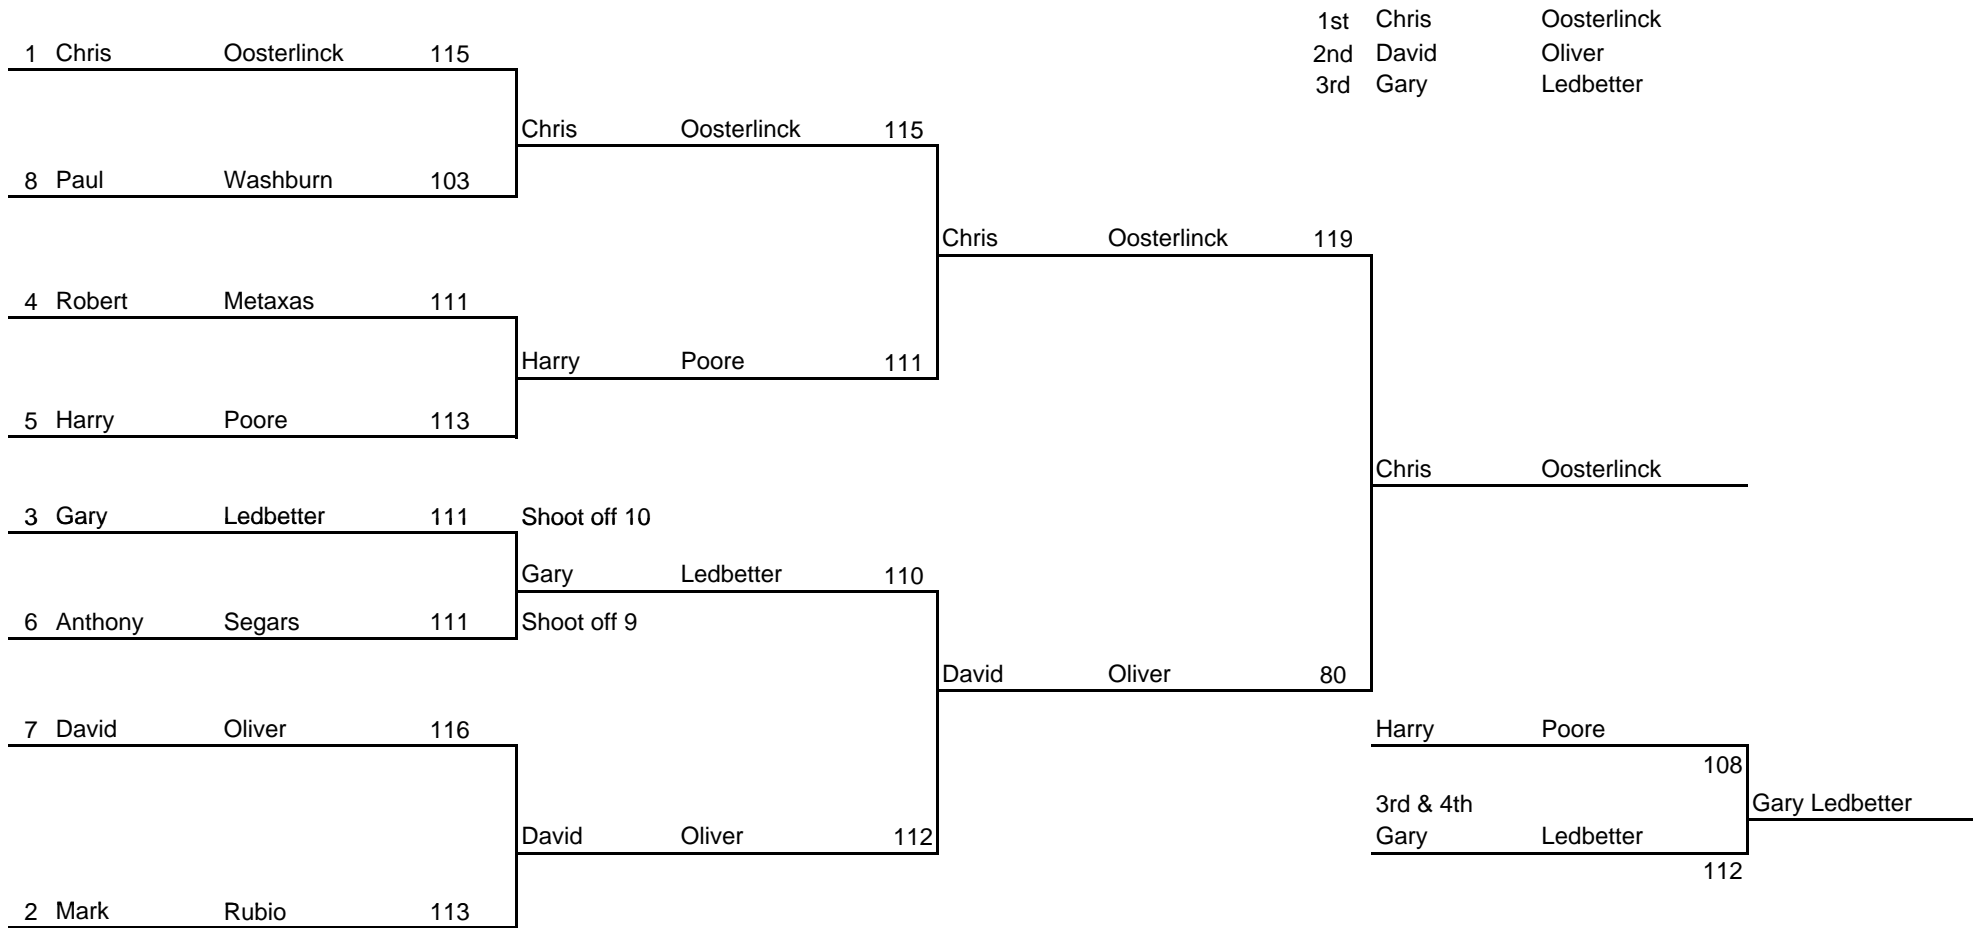 1st Chris Oosterlinck
1 Chris Oosterlinck 115
2nd David Oliver
3rd Gary Ledbetter
Chris Oosterlinck 115
8 Paul Washburn 103
Chris Oosterlinck 119
4 Robert Metaxas 111
Harry Poore 111
5 Harry Poore 113
Chris Oosterlinck
3 Gary Ledbetter 111 Shoot off 10
Gary Ledbetter 110
6 Anthony Segars 111 Shoot off 9
David Oliver 80
7 David Oliver 116
Harry Poore
108
3rd & 4th
Gary Ledbetter
David Oliver 112
Gary Ledbetter
112
2 Mark Rubio 113